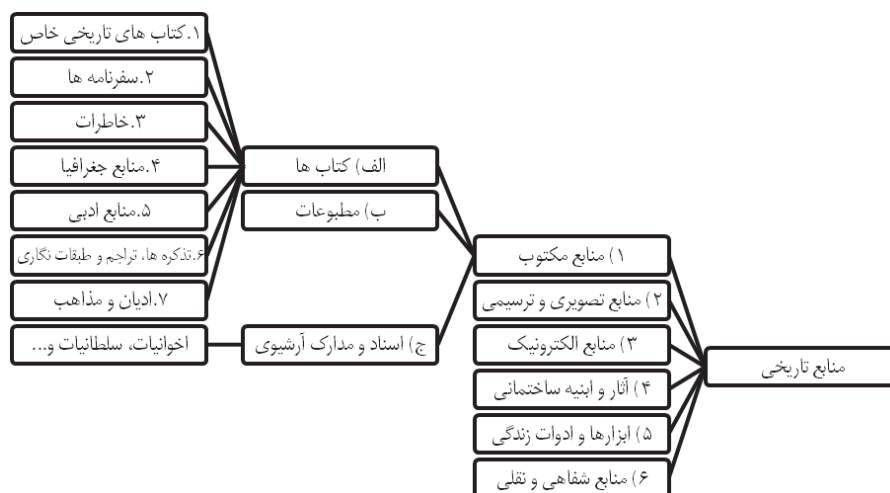 منابع تاریخی
۱) منابع مکتوب
۲) منابع تصویری و ترسیمی
۳) منابع الکترونیک
۴) آثار و ابنیه ساختمانی
۵) ابزارها و ادوات زندگی
۶) منابع شفاهی و نقلی
الف) کتاب ها
ب) مطبوعات
ج) اسناد و مدارک آرشیوی
۱.کتاب های تاریخی خاص
۲.سفرنامه ها
۳.خاطرات
۴.منابع جغرافیا
۵.منابع ادبی
۶.تذکره ها، تراجم و طبقات نگاری
۷.ادیان و مذاهب
اخوانیات، سلطانیات و...